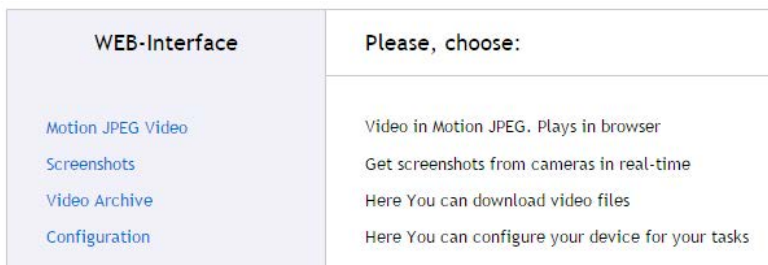 WEB-Interface
Please, choose:
Motion JPEG Video
Video in Motion JPEG. Plays in browser
Screenshots
Get screenshots from cameras in real-time
Video Archive
Here You can download video files
Configuration
Here You can configure your device for your tasks